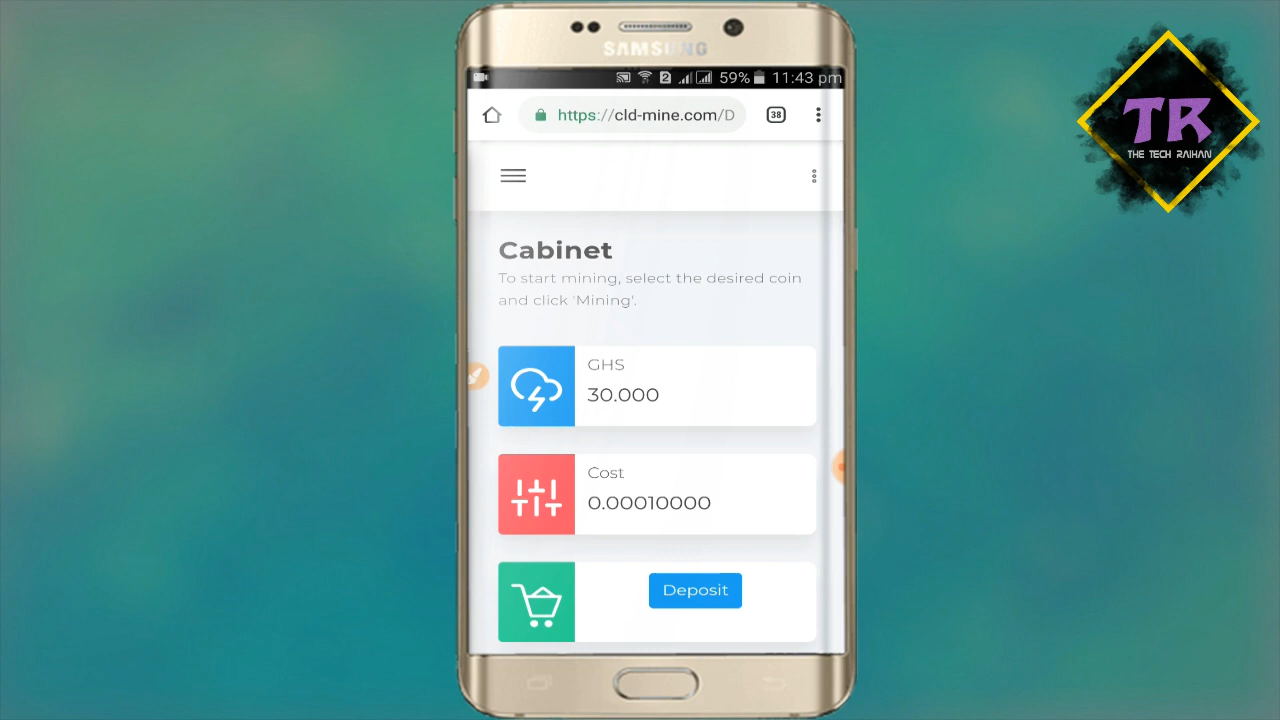 SAMSUNG
2 59% 11:43 pm
https://cld-mine.com/D 38
TR
THE TECH RAIHAN
Cabinet
To start mining, select the desired coin
and click 'Mining'.
GHS
30.000
Cost
0.00010000
Deposit